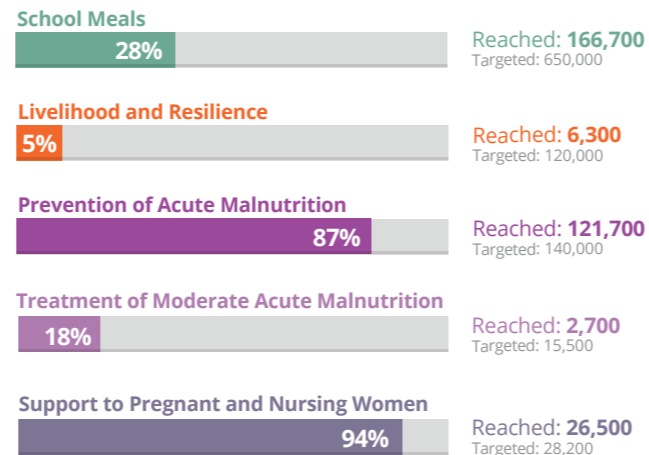 School Meals
28%
Reached: 166,700
Targeted: 650,000
Livelihood and Resilience
5%
Reached: 6,300
Targeted: 120,000
Prevention of Acute Malnutrition
87%
Reached: 121,700
Targeted: 140,000
Treatment of Moderate Acute Malnutrition
18%
Reached: 2,700
Targeted: 15,500
Support to Pregnant and Nursing Women
94%
Reached: 26,500
Targeted: 28,200